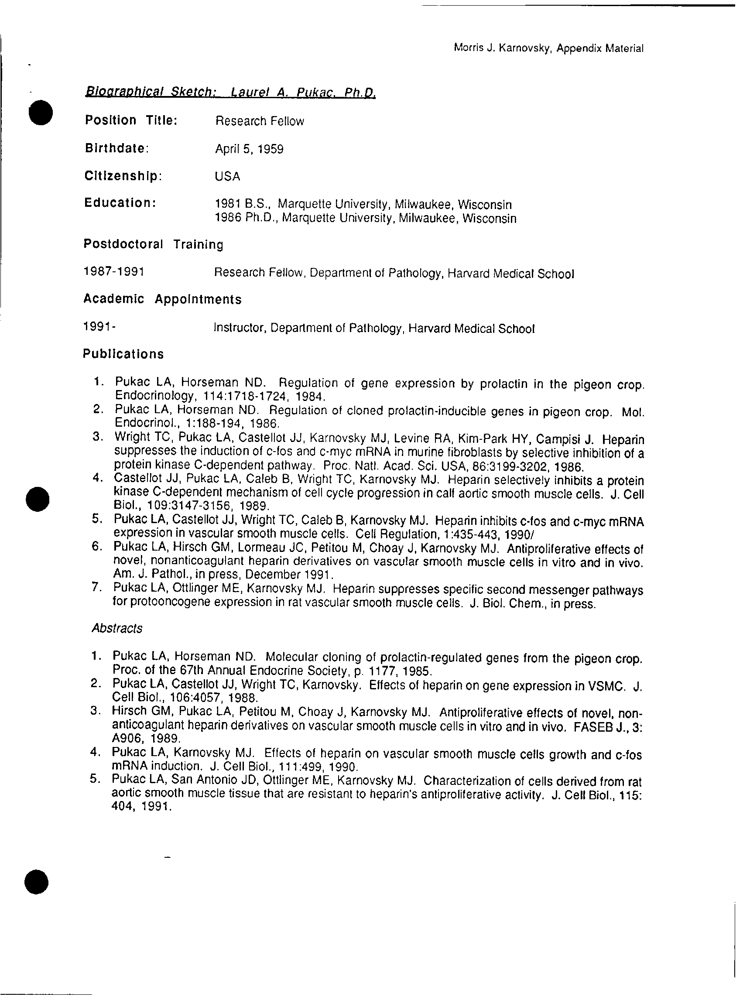 Morris J. Karnovsky, Appendix Material
Biographical Sketch: Laurel A. Pukac, Ph.D.
Position Title: Research Fellow
Birthdate: April 5, 1959
Citizenship: USA
Education: 1981 B.S., Marquette University, Milwaukee, Wisconsin
1986 Ph.D., Marquette University, Milwaukee, Wisconsin
Postdoctoral Training
1987-1991 Research Fellow, Department of Pathology, Harvard Medical School
Academic Appointments
1991- Instructor, Department of Pathology, Harvard Medical School
Publications
1. Pukac LA, Horseman ND. Regulation of gene expression by prolactin in the pigeon crop.
Endocrinology, 114:1718-1724, 1984.
2. Pukac LA, Horseman ND. Regulation of cloned prolactin-inducible genes in pigeon crop. Mol.
Endocrinol., 1:188-194, 1986.
3. Wright TC, Pukac LA, Castellot JJ, Karnovsky MJ, Levine RA, Kim-Park HY, Campisi J. Heparin
suppresses the induction of c-fos and c-myc mRNA in murine fibroblasts by selective inhibition of a
protein kinase C-dependent pathway. Proc. Natl. Acad. Sci. USA, 86:3199-3202, 1986.
4. Castellot JJ, Pukac LA, Caleb B, Wright TC, Karnovsky MJ. Heparin selectively inhibits a protein
kinase C-dependent mechanism of cell cycle progression in calf aortic smooth muscle cells. J. Cell
Biol., 109:3147-3156, 1989.
5. Pukac LA, Castellot JJ, Wright TC, Caleb B, Karnovsky MJ. Heparin inhibits c-fos and c-myc mRNA
expression in vascular smooth muscle cells. Cell Regulation, 1:435-443, 1990/
6. Pukac LA, Hirsch GM, Lormeau JC, Petitou M, Choay J, Karnovsky MJ. Antiproliferative effects of
novel, nonanticoagulant heparin derivatives on vascular smooth muscle cells in vitro and in vivo.
Am. J. Pathol., in press, December 1991.
7. Pukac LA, Ottlinger ME, Karnovsky MJ. Heparin suppresses specific second messenger pathways
for protooncogene expression in rat vascular smooth muscle cells. J. Biol. Chem., in press.
Abstracts
1. Pukac LA, Horseman ND. Molecular cloning of prolactin-regulated genes from the pigeon crop.
Proc. of the 67th Annual Endocrine Society, p. 1177, 1985.
2. Pukac LA, Castellot JJ, Wright TC, Karnovsky. Effects of heparin on gene expression in VSMC. J.
Cell Biol., 106:4057, 1988.
3. Hirsch GM, Pukac LA, Petitou M, Choay J, Karnovsky MJ. Antiproliferative effects of novel, non-
anticoagulant heparin derivatives on vascular smooth muscle cells in vitro and in vivo. FASEB J., 3:
A906, 1989.
4. Pukac LA, Karnovsky MJ. Effects of heparin on vascular smooth muscle cells growth and c-fos
mRNA induction. J. Cell Biol., 111:499, 1990.
5. Pukac LA, San Antonio JD, Ottlinger ME, Karnovsky MJ. Characterization of cells derived from rat
aortic smooth muscle tissue that are resistant to heparin's antiproliferative activity. J. Cell Biol., 115:
404, 1991.